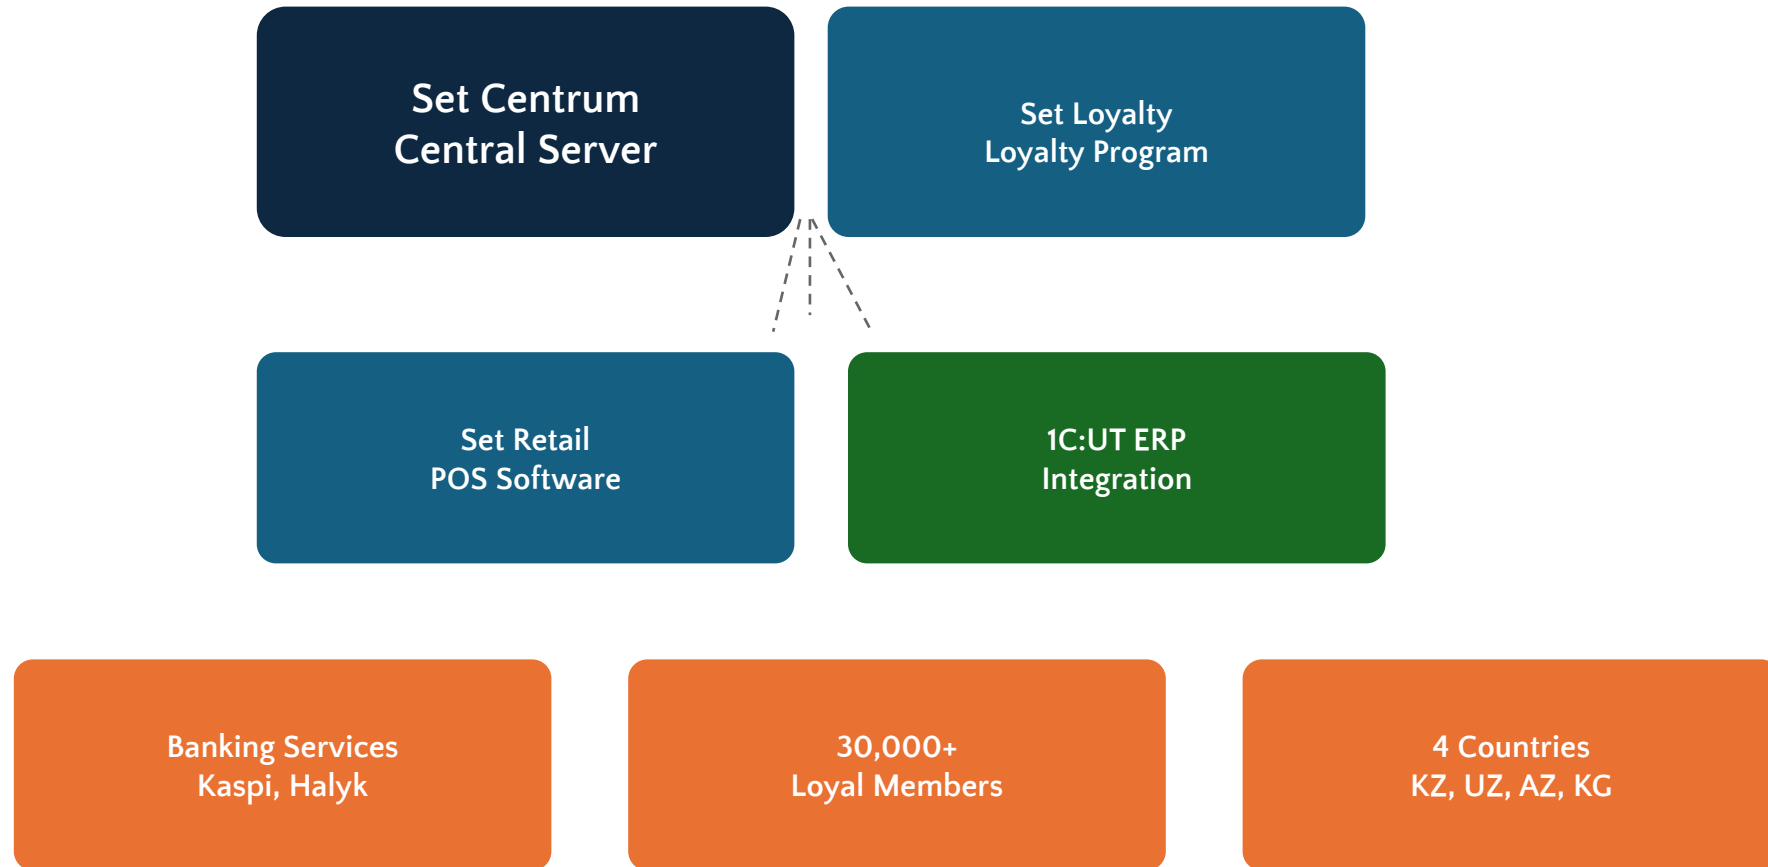 Set Centrum
Central Server
Set Loyalty
Loyalty Program
Set Retail
POS Software
1C:UT ERP
Integration
Banking Services
Kaspi, Halyk
30,000+
Loyal Members
4 Countries
KZ, UZ, AZ, KG